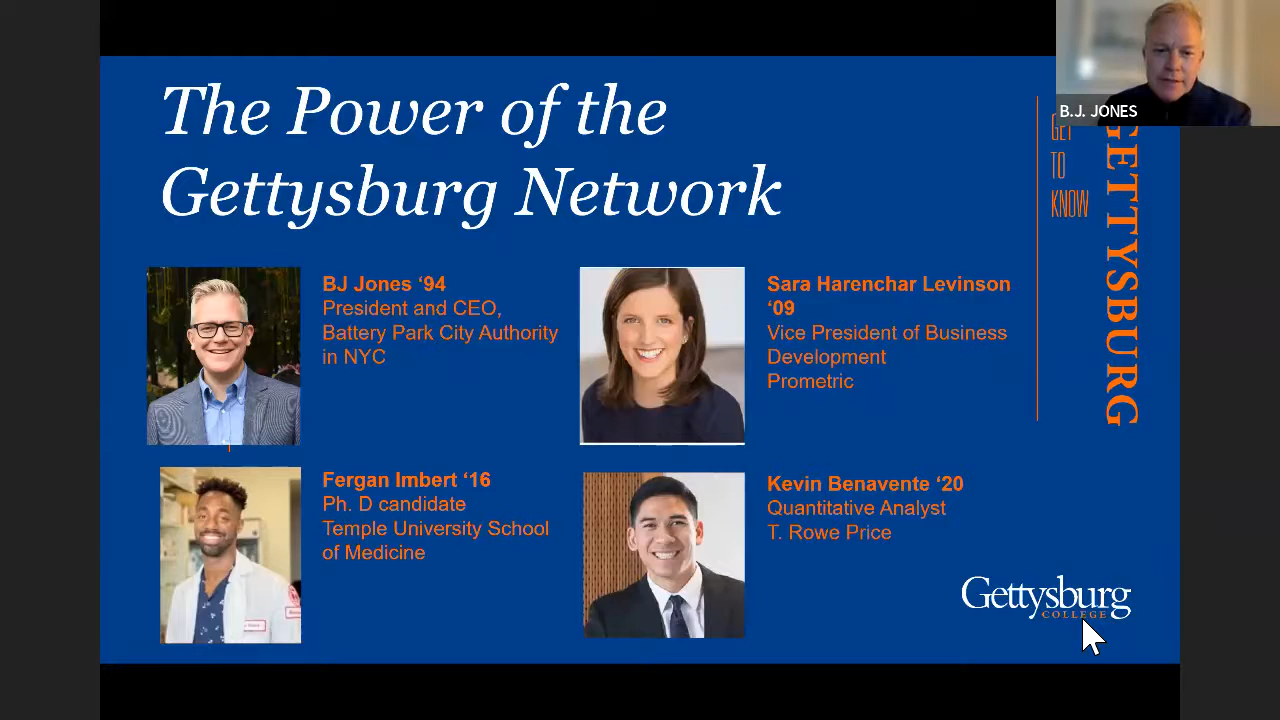 The Power of the
Gettysburg Network
B.J. JONES
GET
TO
KNOW
GETTYSBURG
BJ Jones ‘94
President and CEO,
Battery Park City Authority
in NYC
Sara Harenchar Levinson
‘09
Vice President of Business
Development
Prometric
Fergan Imbert ‘16
Ph. D candidate
Temple University School
of Medicine
Kevin Benavente ‘20
Quantitative Analyst
T. Rowe Price
Gettysburg
COLLEGE